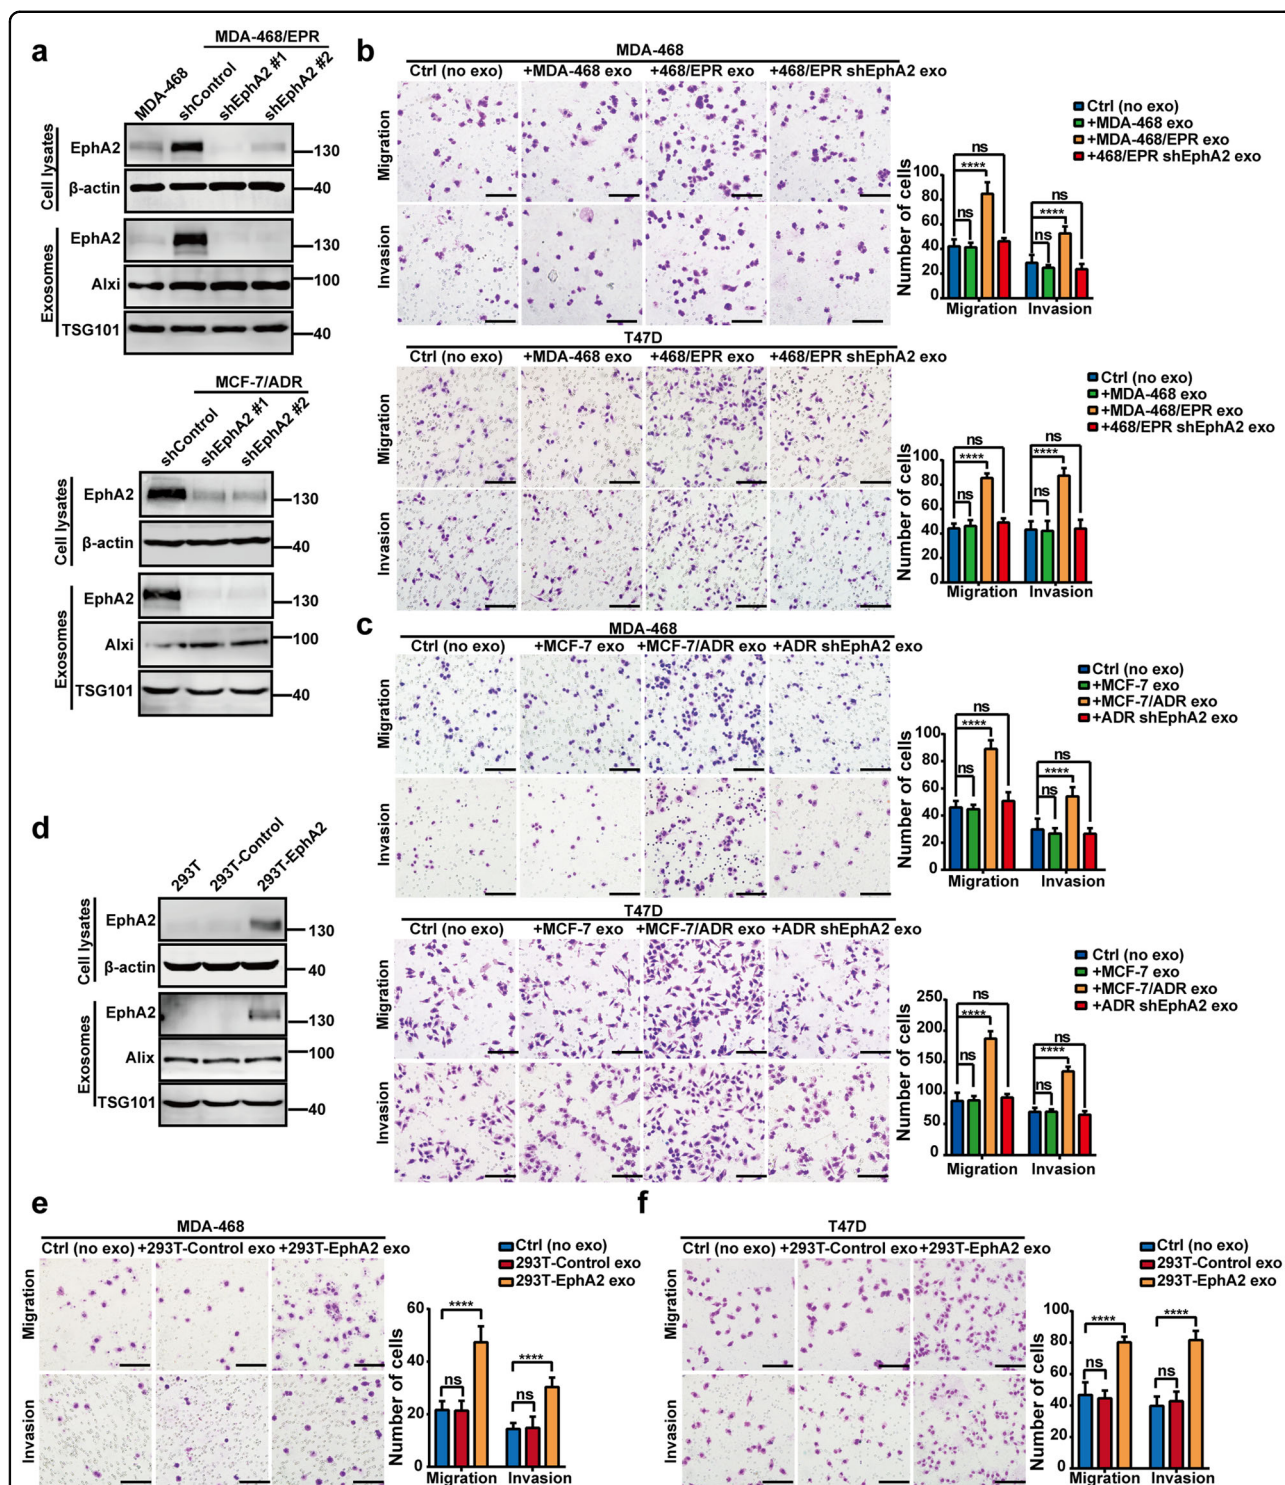 a
MDA-468/EPR
MDA-468
shControl
shEphA2 #1
shEphA2 #2
Cell lysates
EphA2
130
β-actin
40
Exosomes
EphA2
130
Alxi
100
TSG101
40
MCF-7/ADR
shControl
shEphA2 #1
shEphA2 #2
Cell lysates
EphA2
130
β-actin
40
Exosomes
EphA2
130
Alxi
100
TSG101
40
b
MDA-468
Ctrl (no exo) +MDA-468 exo +468/EPR exo +468/EPR shEphA2 exo
Migration
Invasion
Ctrl (no exo)
+MDA-468 exo
+MDA-468/EPR exo
+468/EPR shEphA2 exo
Number of cells
100
80
60
40
20
0
ns
****
ns
ns
****
ns
Migration Invasion
T47D
Ctrl (no exo) +MDA-468 exo +468/EPR exo +468/EPR shEphA2 exo
Migration
Invasion
Ctrl (no exo)
+MDA-468 exo
+MDA-468/EPR exo
+468/EPR shEphA2 exo
Number of cells
100
80
60
40
20
0
ns
****
ns
ns
****
ns
Migration Invasion
c
MDA-468
Ctrl (no exo) +MCF-7 exo +MCF-7/ADR exo +ADR shEphA2 exo
Migration
Invasion
Ctrl (no exo)
+MCF-7 exo
+MCF-7/ADR exo
+ADR shEphA2 exo
Number of cells
100
80
60
40
20
0
ns
****
ns
ns
****
ns
Migration Invasion
T47D
Ctrl (no exo) +MCF-7 exo +MCF-7/ADR exo +ADR shEphA2 exo
Migration
Invasion
Ctrl (no exo)
+MCF-7 exo
+MCF-7/ADR exo
+ADR shEphA2 exo
Number of cells
250
200
150
100
50
0
ns
****
ns
ns
****
ns
Migration Invasion
d
293T
293T-Control
293T-EphA2
Cell lysates
EphA2
130
β-actin
40
Exosomes
EphA2
130
Alix
100
TSG101
40
e
MDA-468
Ctrl (no exo) +293T-Control exo +293T-EphA2 exo
Migration
Invasion
Ctrl (no exo)
293T-Control exo
293T-EphA2 exo
Number of cells
60
40
20
0
****
ns
****
ns
Migration Invasion
f
T47D
Ctrl (no exo) +293T-Control exo +293T-EphA2 exo
Migration
Invasion
Ctrl (no exo)
293T-Control exo
293T-EphA2 exo
Number of cells
100
80
60
40
20
0
****
ns
****
ns
Migration Invasion